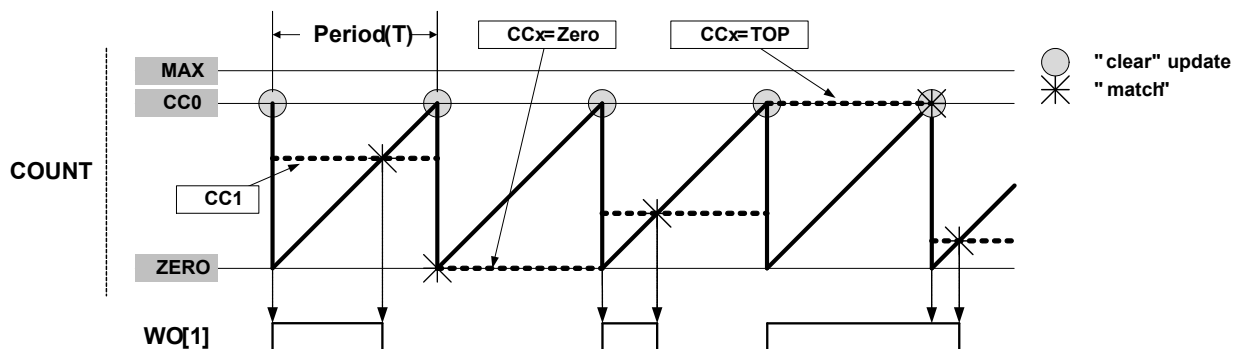 Period(T)
CCx=Zero
CCx=TOP
"clear" update
"match"
MAX
CC0
COUNT
CC1
ZERO
WO[1]